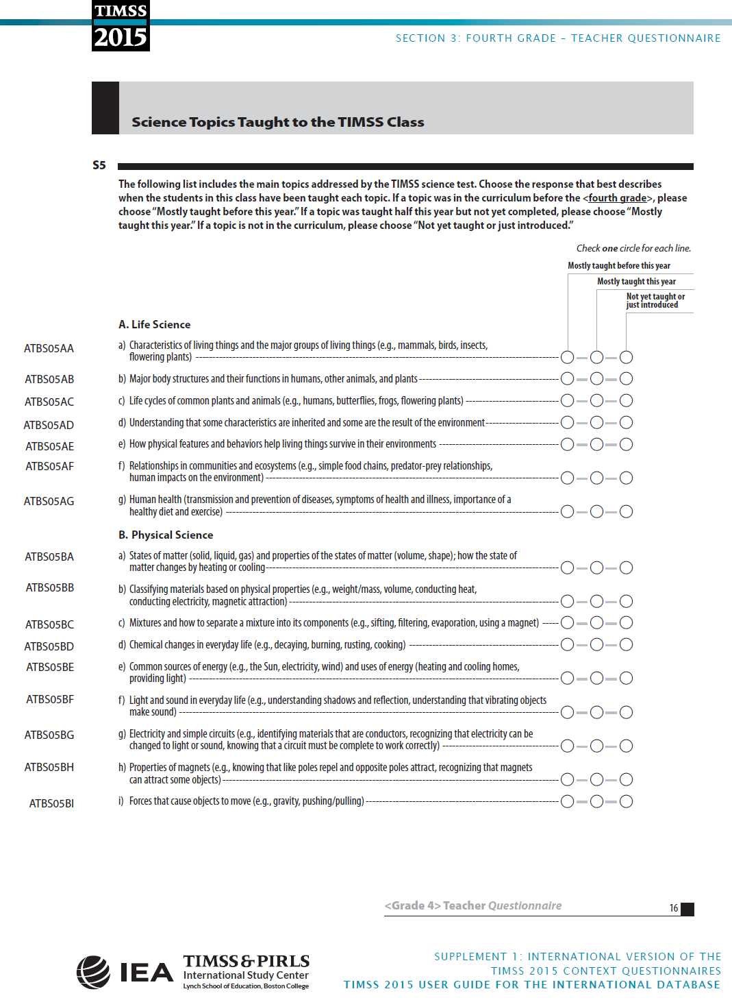 TIMSS
2015
SECTION 3: FOURTH GRADE – TEACHER QUESTIONNAIRE
Science Topics Taught to the TIMSS Class
S5
The following list includes the main topics addressed by the TIMSS science test. Choose the response that best describes
when the students in this class have been taught each topic. If a topic was in the curriculum before the <fourth grade>, please
choose “Mostly taught before this year.” If a topic was taught half this year but not yet completed, please choose “Mostly
taught this year.” If a topic is not in the curriculum, please choose “Not yet taught or just introduced.”
Check one circle for each line.
Mostly taught before this year
Mostly taught this year
Not yet taught or
just introduced
A. Life Science
ATBS05AA a) Characteristics of living things and the major groups of living things (e.g., mammals, birds, insects,
flowering plants)
ATBS05AB b) Major body structures and their functions in humans, other animals, and plants
ATBS05AC c) Life cycles of common plants and animals (e.g., humans, butterflies, frogs, flowering plants)
ATBS05AD d) Understanding that some characteristics are inherited and some are the result of the environment
ATBS05AE e) How physical features and behaviors help living things survive in their environments
ATBS05AF f) Relationships in communities and ecosystems (e.g., simple food chains, predator-prey relationships,
human impacts on the environment)
ATBS05AG g) Human health (transmission and prevention of diseases, symptoms of health and illness, importance of a
healthy diet and exercise)
B. Physical Science
ATBS05BA a) States of matter (solid, liquid, gas) and properties of the states of matter (volume, shape); how the state of
matter changes by heating or cooling
ATBS05BB b) Classifying materials based on physical properties (e.g., weight/mass, volume, conducting heat,
conducting electricity, magnetic attraction)
ATBS05BC c) Mixtures and how to separate a mixture into its components (e.g., sifting, filtering, evaporation, using a magnet)
ATBS05BD d) Chemical changes in everyday life (e.g., decaying, burning, rusting, cooking)
ATBS05BE e) Common sources of energy (e.g., the Sun, electricity, wind) and uses of energy (heating and cooling homes,
providing light)
ATBS05BF f) Light and sound in everyday life (e.g., understanding shadows and reflection, understanding that vibrating objects
make sound)
ATBS05BG g) Electricity and simple circuits (e.g., identifying materials that are conductors, recognizing that electricity can be
changed to light or sound, knowing that a circuit must be complete to work correctly)
ATBS05BH h) Properties of magnets (e.g., knowing that like poles repel and opposite poles attract, recognizing that magnets
can attract some objects)
ATBS05BI i) Forces that cause objects to move (e.g., gravity, pushing/pulling)
<Grade 4> Teacher Questionnaire 16
IEA
TIMSS & PIRLS
International Study Center
Lynch School of Education, Boston College
SUPPLEMENT 1: INTERNATIONAL VERSION OF THE
TIMSS 2015 CONTEXT QUESTIONNAIRES
TIMSS 2015 USER GUIDE FOR THE INTERNATIONAL DATABASE